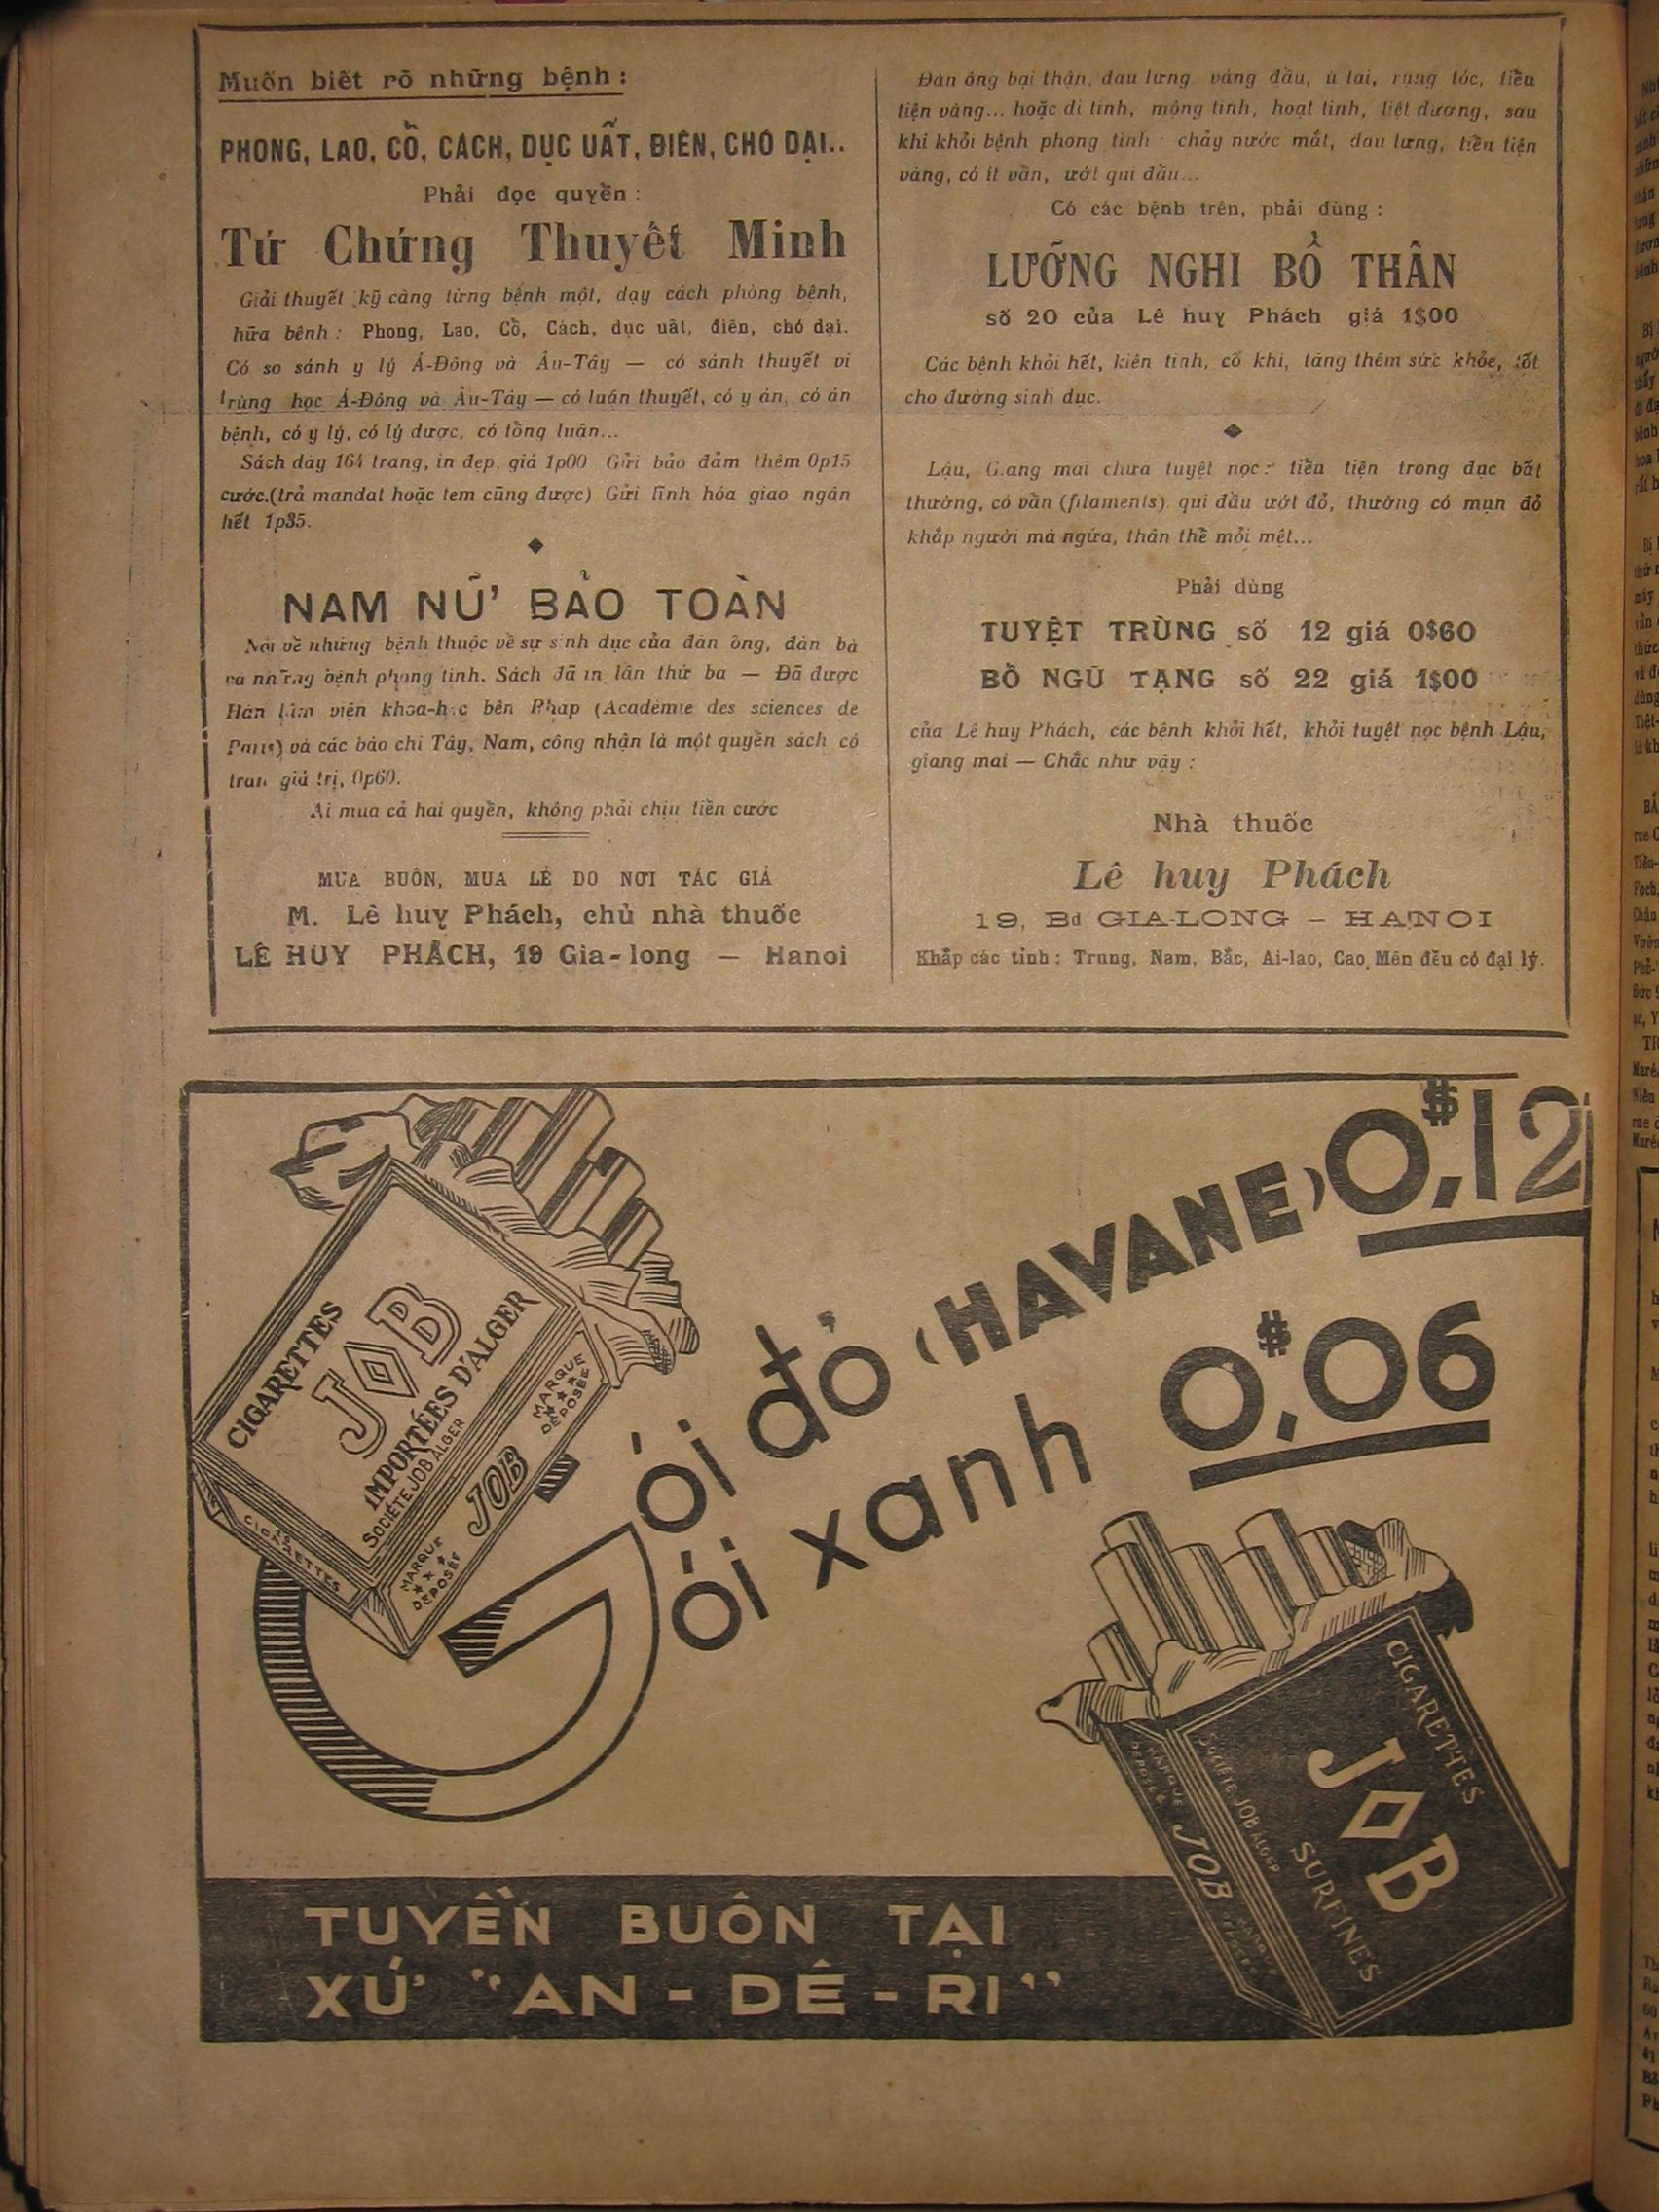 Muốn biết rõ những bệnh :
PHONG, LAO, CỔ, CÁCH, DỤC UẤT, ĐIÊN, CHÓ DẠI..
Phải đọc quyển :
Tứ Chứng Thuyết Minh
Giải thuyết kỹ càng từng bệnh một, dạy cách phòng bệnh,
hữa bênh : Phong, Lao, Cổ, Cách, dục uất, điên, chó dại.
Có so sánh y lý Á-Đông và Âu-Tây — có sánh thuyết vi
trùng học Á-Đông và Âu-Tây — có luận thuyết, có y án, có án
bệnh, có y lý, có lý dược, có tổng luận...
Sách dày 164 trang, in đẹp, giá 1p00 Gửi bảo đảm thêm 0p15
cước.(trả mandat hoặc tem cũng được) Gửi lĩnh hóa giao ngân
hết 1p35.
NAM NỮ BẢO TOÀN
Nói về những bệnh thuộc về sự sinh dục của đàn ông, đàn bà
và những bệnh phong tình. Sách đã in lần thứ ba — Đã được
Hàn lâm viện khoa-học bên Pháp (Académie des sciences de
Paris) và các báo chí Tây, Nam, công nhận là một quyển sách có
giá trị, 0p60.
Ai mua cả hai quyển, không phải chịu tiền cước
MUA BUÔN, MUA LẺ DO NƠI TÁC GIẢ
M. Lê huy Phách, chủ nhà thuốc
LÊ HUY PHÁCH, 19 Gia-long — Hanoi
Đàn ông bại thận, đau lưng váng đầu, ù tai, rụng tóc, tiểu
tiện vàng... hoặc di tinh, mộng tinh, hoạt tinh, liệt dương, sau
khi khỏi bệnh phong tình : chảy nước mắt, đau lưng, tiểu tiện
vàng, có ít vẩn, ướt qui đầu...
Có các bệnh trên, phải dùng :
LƯỠNG NGHI BỔ THẬN
số 20 của Lê huy Phách giá 1$00
Các bệnh khỏi hết, kiên tinh, cố khí, tăng thêm sức khỏe, tốt
cho đường sinh dục.
Lậu, Giang mai chưa tuyệt nọc : tiểu tiện trong đục bất
thường, có vẩn (filaments). qui đầu ướt đỏ, thường có mụn đỏ
khắp người mà ngứa, thân thể mỏi mệt...
Phải dùng
TUYỆT TRÙNG số 12 giá 0$60
BỔ NGŨ TẠNG số 22 giá 1$00
của Lê huy Phách, các bệnh khỏi hết, khỏi tuyệt nọc bệnh Lậu,
giang mai — Chắc như vậy :
Nhà thuốc
Lê huy Phách
19, Bd GIA-LONG – HANOI
Khắp các tỉnh : Trung, Nam, Bắc, Ai-lao, Cao Mên đều có đại lý.
Gói đỏ ‹HAVANE› 0,$12
Gói xanh 0,$06
CIGARETTES
JOB
IMPORTÉES D'ALGER
SOCIÉTÉ JOB ALGER
MARQUE DÉPOSÉE
JOB
MARQUE DÉPOSÉE
CIGARETTES
CIGARETTES
JOB
SURFINES
SOCIÉTÉ JOB ALGER
MARQUE DÉPOSÉE
JOB
MARQUE DÉPOSÉE
TUYỀN BUÔN TẠI
XỨ "AN-DÊ-RI"